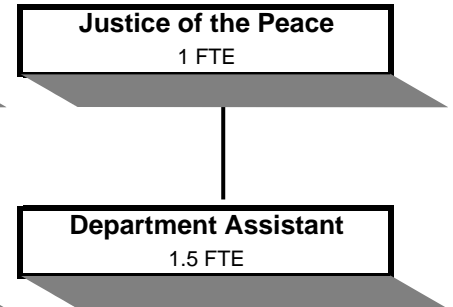 Justice of the Peace
1 FTE
Department Assistant
1.5 FTE